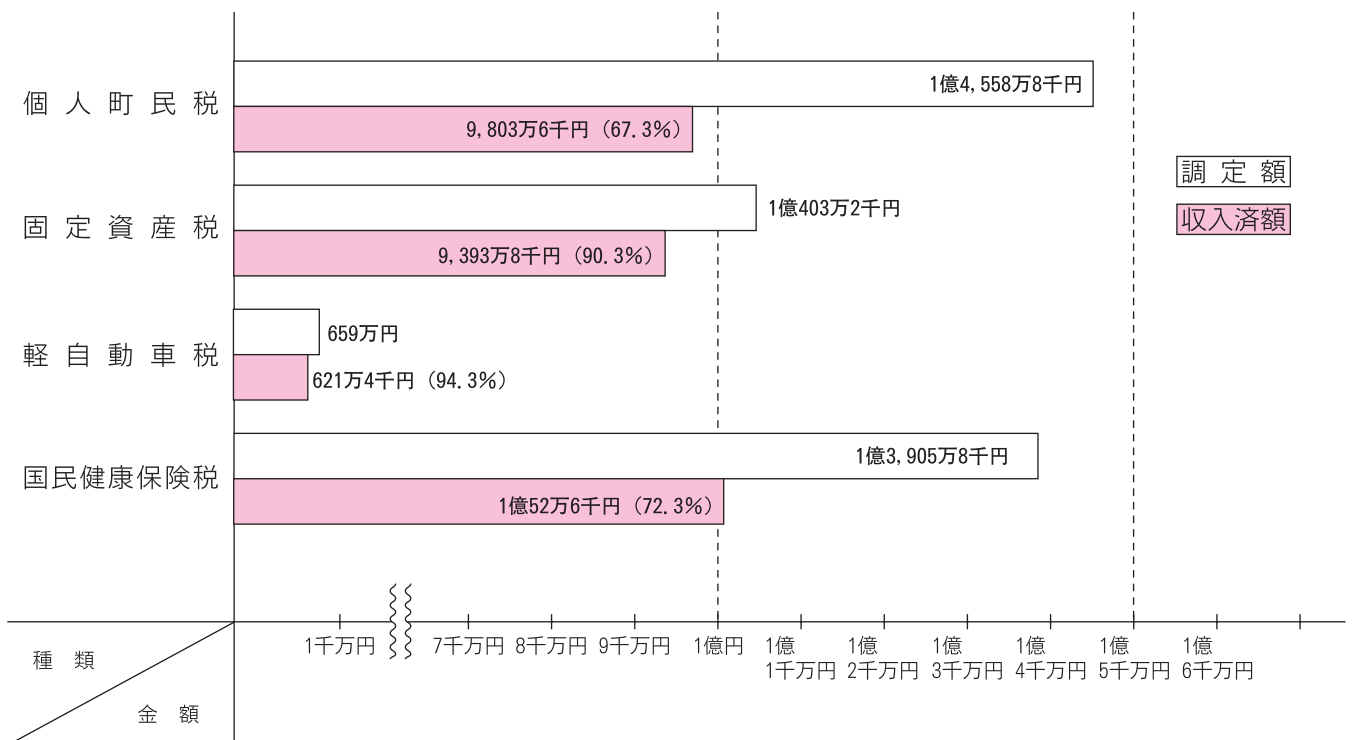 個人町民税
1億4,558万8千円
9,803万6千円（67.3％）
固定資産税
1億403万2千円
9,393万8千円（90.3％）
軽自動車税
659万円
621万4千円（94.3％）
国民健康保険税
1億3,905万8千円
1億52万6千円（72.3％）
調定額
収入済額
1千万円
7千万円
8千万円
9千万円
1億円
1億
1千万円
1億
2千万円
1億
3千万円
1億
4千万円
1億
5千万円
1億
6千万円
種類
金額